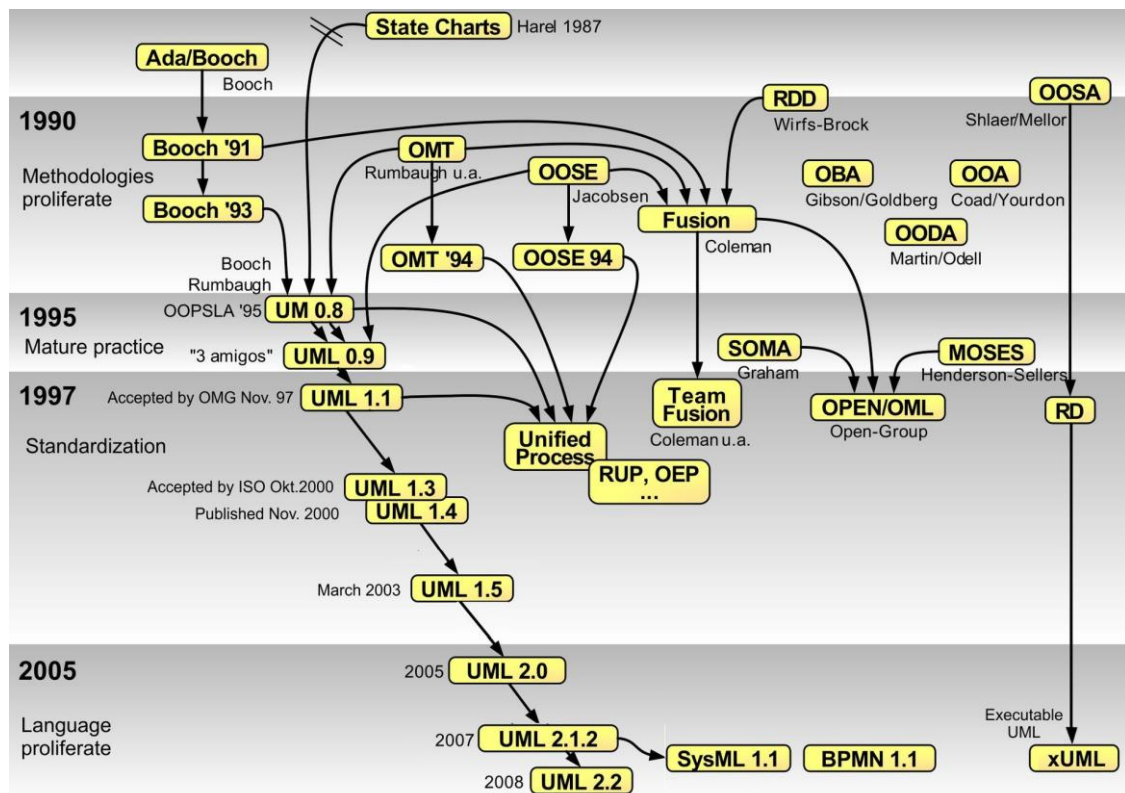 State Charts
Harel 1987
Ada/Booch
Booch
1990
RDD
Wirfs-Brock
OOSA
Shlaer/Mellor
Booch '91
OMT
Rumbaugh u.a.
OOSE
Jacobsen
OBA
Gibson/Goldberg
OOA
Coad/Yourdon
Methodologies
proliferate
Booch '93
Fusion
Coleman
OODA
Martin/Odell
OMT '94
OOSE 94
Booch
Rumbaugh
OOPSLA '95
UM 0.8
1995
Mature practice
"3 amigos"
UML 0.9
SOMA
Graham
MOSES
Henderson-Sellers
1997
Accepted by OMG Nov. 97
UML 1.1
Team
Fusion
Coleman u.a.
OPEN/OML
Open-Group
RD
Standardization
Unified
Process
RUP, OEP
...
Accepted by ISO Okt.2000
UML 1.3
Published Nov. 2000
UML 1.4
March 2003
UML 1.5
2005
2005
UML 2.0
Language
proliferate
2007
UML 2.1.2
SysML 1.1
BPMN 1.1
Executable
UML
xUML
2008
UML 2.2